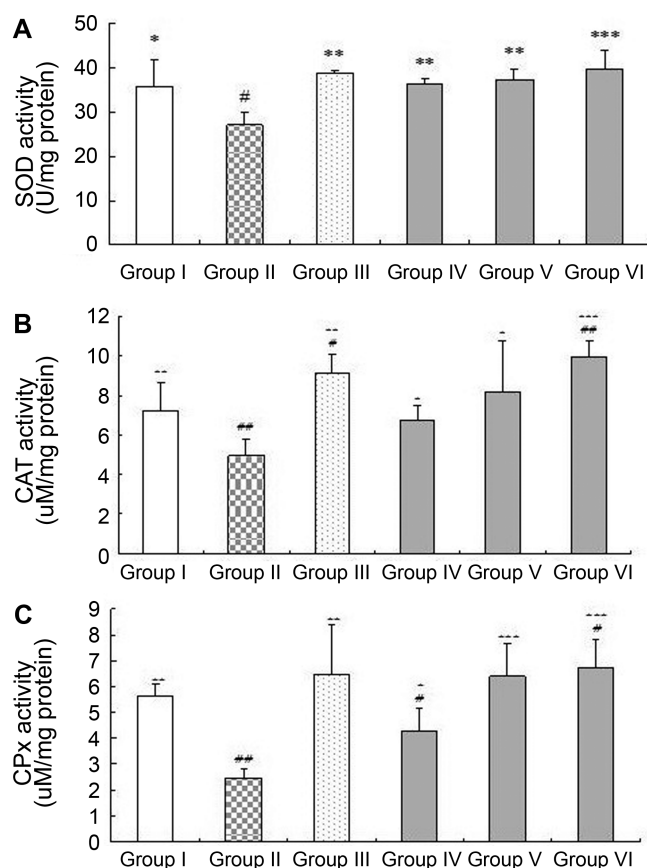 A
SOD activity
(U/mg protein)
50
40
30
20
10
0
*
#
**
**
**
***
Group I Group II Group III Group IV Group V Group VI
B
CAT activity
(uM/mg protein)
12
10
8
6
4
2
0
##
#
##
Group I Group II Group III Group IV Group V Group VI
C
CPx activity
(uM/mg protein)
9
8
7
6
5
4
3
2
1
0
##
#
#
Group I Group II Group III Group IV Group V Group VI